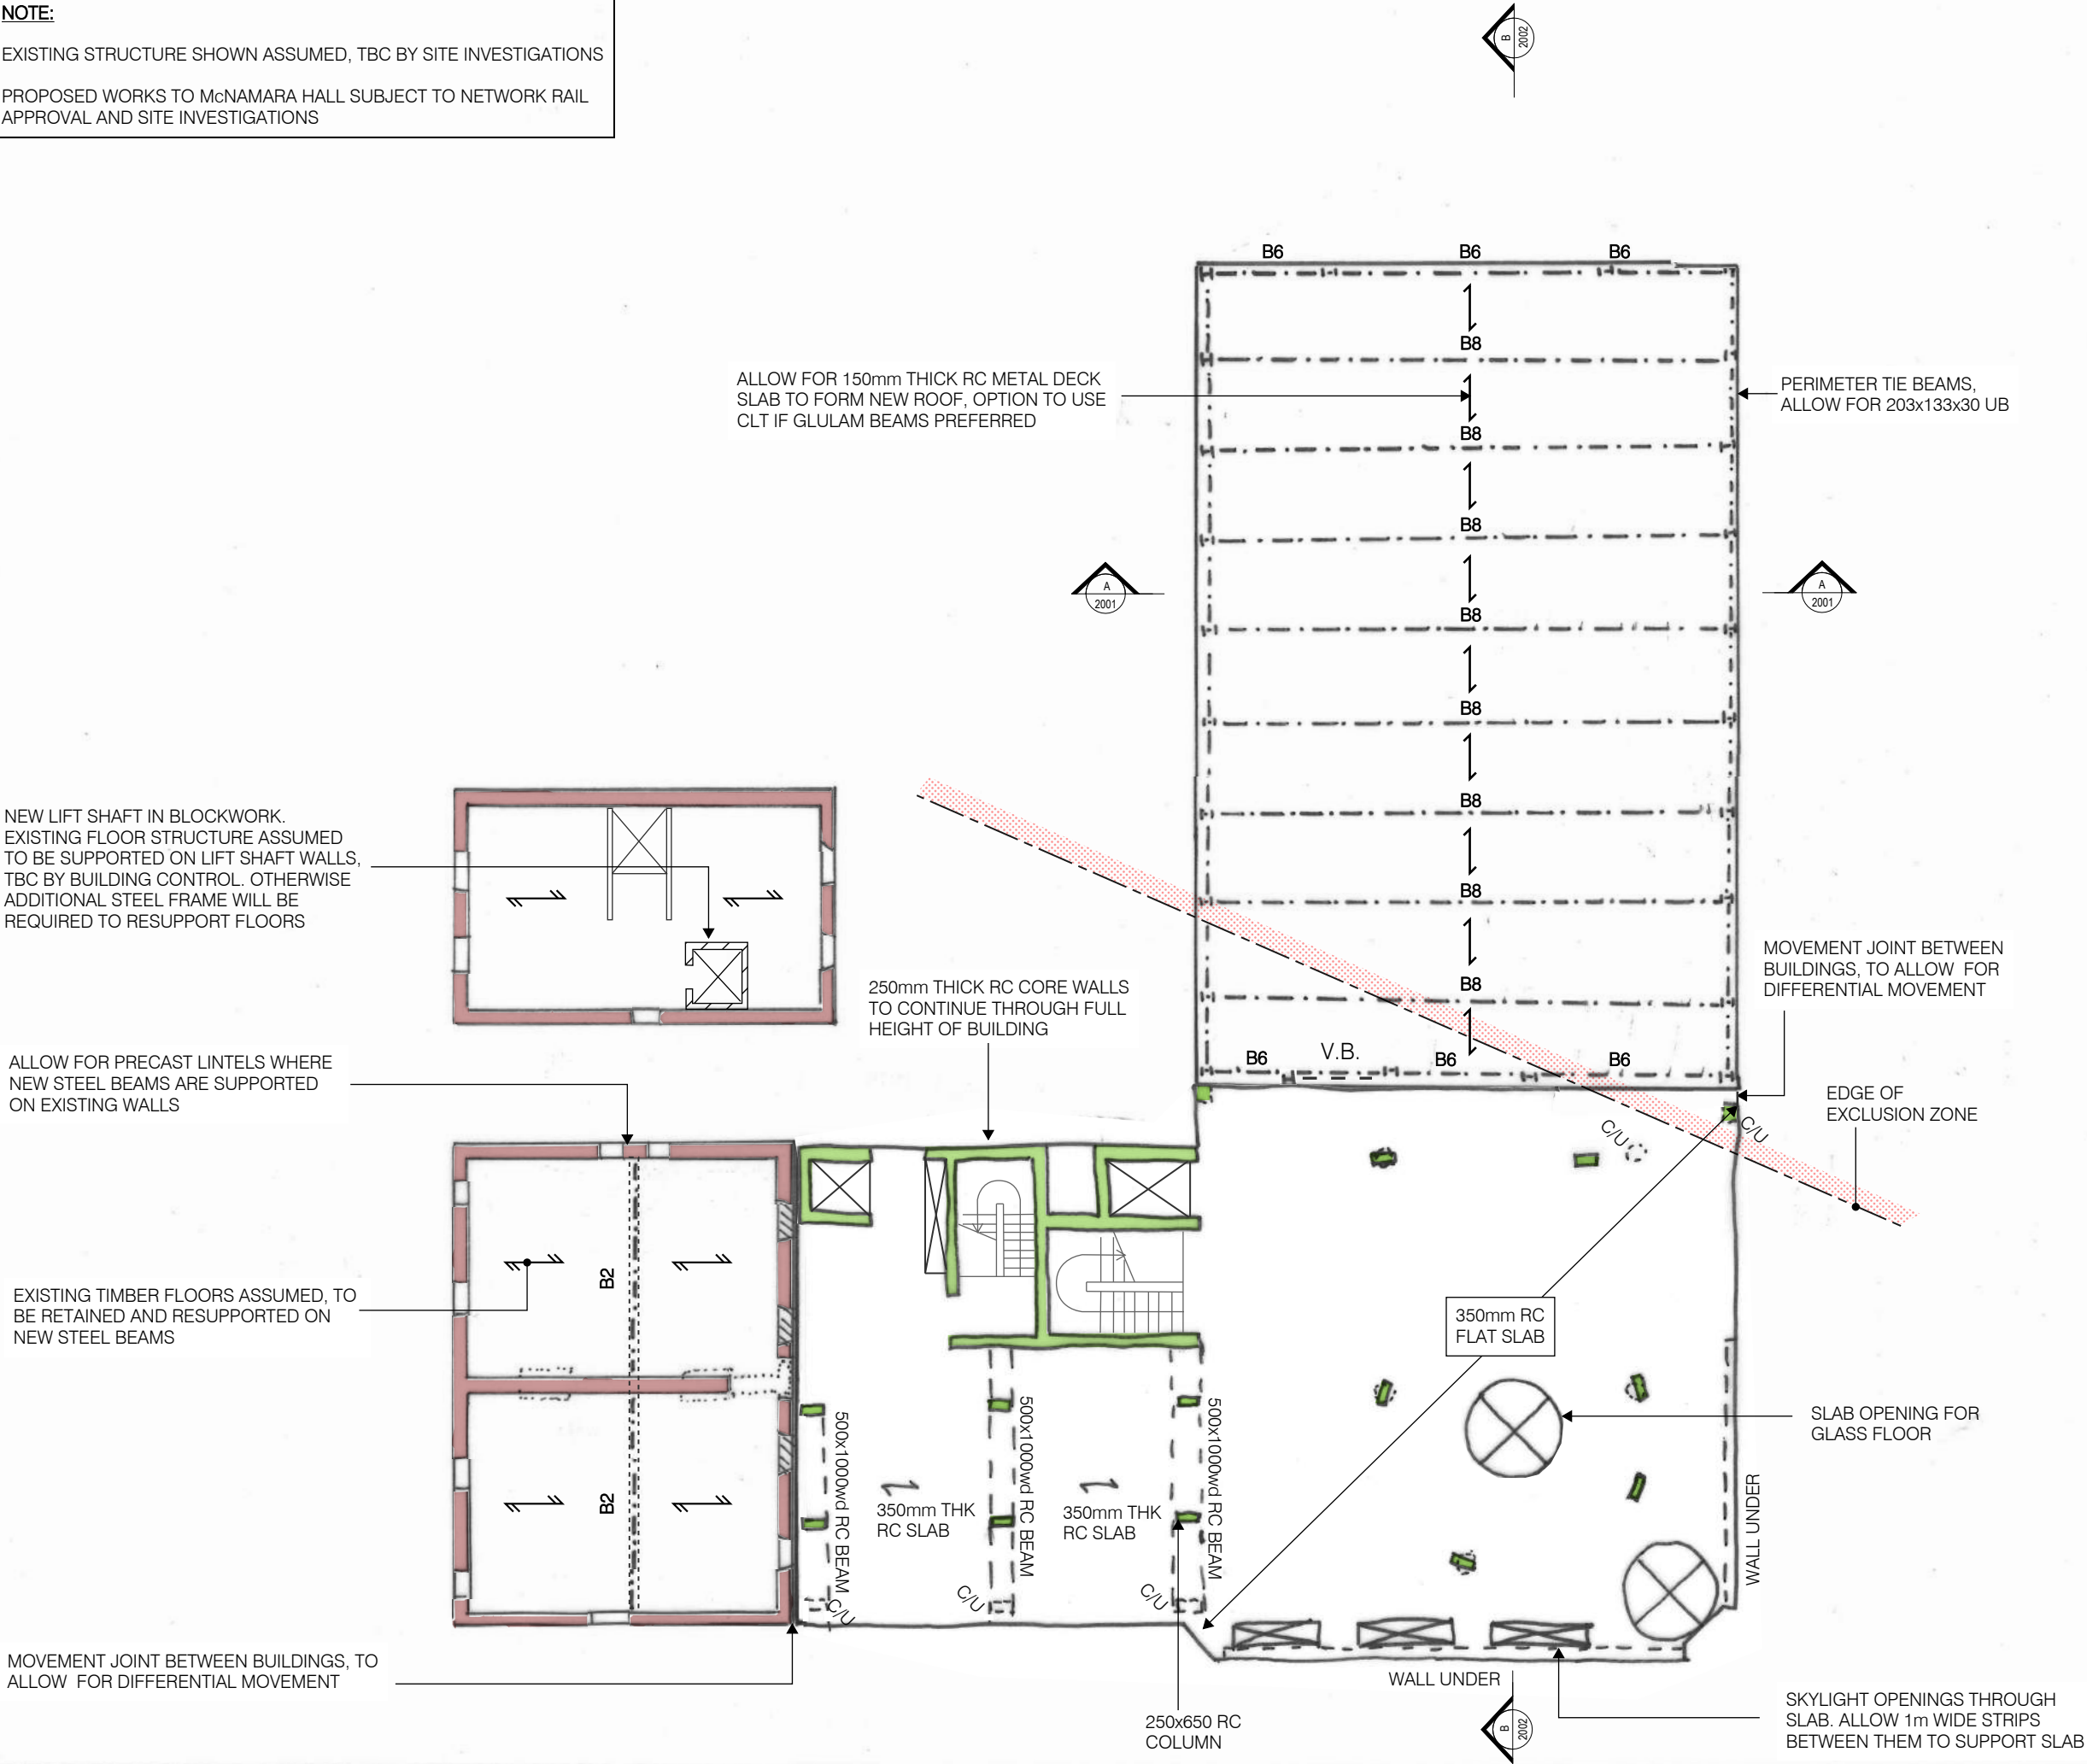 NOTE:
EXISTING STRUCTURE SHOWN ASSUMED, TBC BY SITE INVESTIGATIONS
PROPOSED WORKS TO McNAMARA HALL SUBJECT TO NETWORK RAIL
APPROVAL AND SITE INVESTIGATIONS
B
2002
B6 B6 B6
B8
ALLOW FOR 150mm THICK RC METAL DECK
SLAB TO FORM NEW ROOF, OPTION TO USE
CLT IF GLULAM BEAMS PREFERRED
PERIMETER TIE BEAMS,
ALLOW FOR 203x133x30 UB
B8
B8
A
2001
A
2001
B8
B8
B8
B8
B8
NEW LIFT SHAFT IN BLOCKWORK.
EXISTING FLOOR STRUCTURE ASSUMED
TO BE SUPPORTED ON LIFT SHAFT WALLS,
TBC BY BUILDING CONTROL. OTHERWISE
ADDITIONAL STEEL FRAME WILL BE
REQUIRED TO RESUPPORT FLOORS
250mm THICK RC CORE WALLS
TO CONTINUE THROUGH FULL
HEIGHT OF BUILDING
MOVEMENT JOINT BETWEEN
BUILDINGS, TO ALLOW FOR
DIFFERENTIAL MOVEMENT
B6 V.B. B6 B6
ALLOW FOR PRECAST LINTELS WHERE
NEW STEEL BEAMS ARE SUPPORTED
ON EXISTING WALLS
EDGE OF
EXCLUSION ZONE
C/U
C/U
EXISTING TIMBER FLOORS ASSUMED, TO
BE RETAINED AND RESUPPORTED ON
NEW STEEL BEAMS
B2
350mm RC
FLAT SLAB
SLAB OPENING FOR
GLASS FLOOR
500x1000wd RC BEAM
500x1000wd RC BEAM
500x1000wd RC BEAM
B2
350mm THK
RC SLAB
350mm THK
RC SLAB
WALL UNDER
C/U
C/U
C/U
MOVEMENT JOINT BETWEEN BUILDINGS, TO
ALLOW FOR DIFFERENTIAL MOVEMENT
WALL UNDER
250x650 RC
COLUMN
B
2002
SKYLIGHT OPENINGS THROUGH
SLAB. ALLOW 1m WIDE STRIPS
BETWEEN THEM TO SUPPORT SLAB